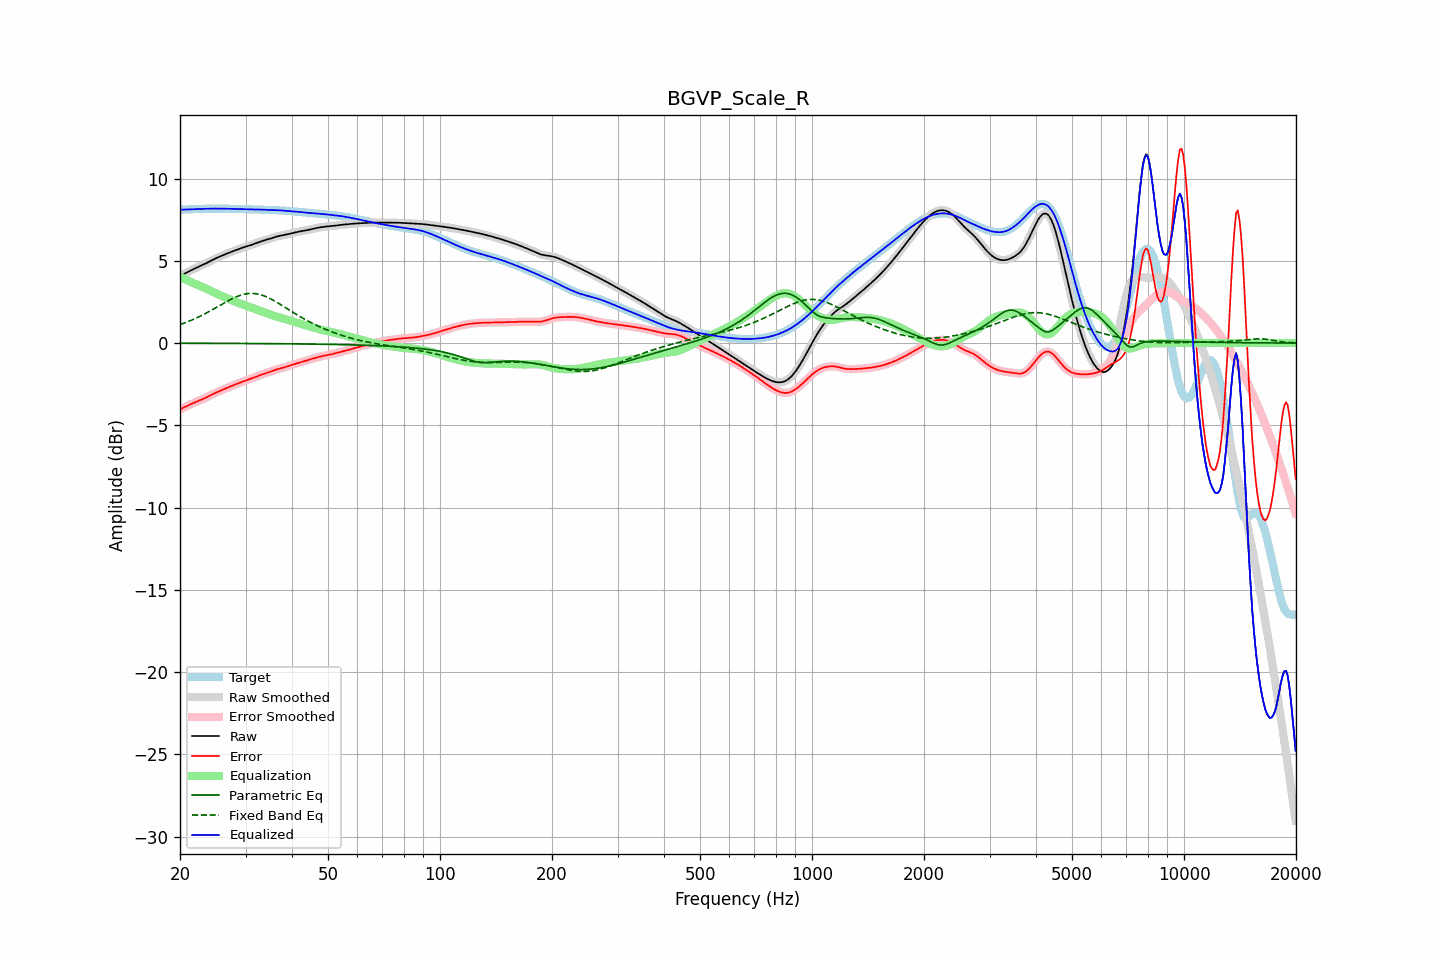 BGVP_Scale_R
Amplitude (dBr)
10
5
0
−5
−10
−15
−20
−25
−30
Target
Raw Smoothed
Error Smoothed
Raw
Error
Equalization
Parametric Eq
Fixed Band Eq
Equalized
20 50 100 200 500 1000 2000 5000 10000 20000
Frequency (Hz)